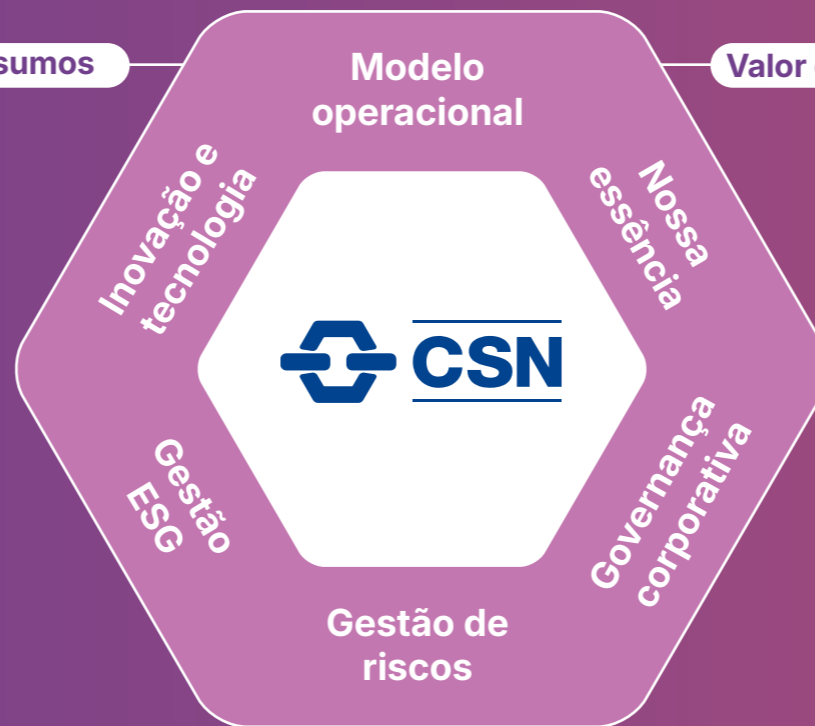 sumos
Modelo
operacional
Valor
Inovação e
tecnologia
Nossa
essência
CSN
Gestão
ESG
Governança
corporativa
Gestão de
riscos